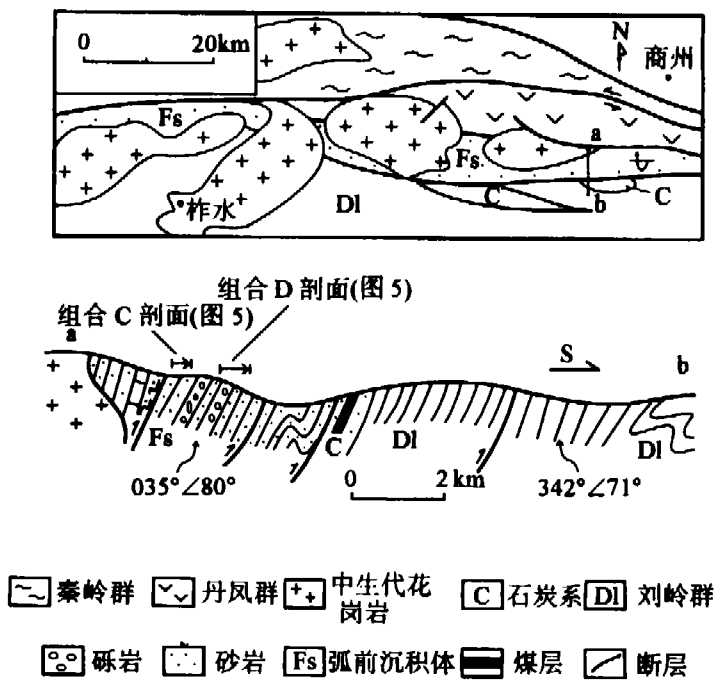 0 20km
N
商州
Fs
a
Fs
柞水
Dl
C
b
C
组合 D 剖面(图 5)
组合 C 剖面(图 5)
a
S
b
Fs
C
Dl
Dl
035°∠80°
0 2 km
342°∠71°
秦岭群
丹凤群
中生代花岗岩
C 石炭系
Dl 刘岭群
砾岩
砂岩
Fs 弧前沉积体
煤层
断层